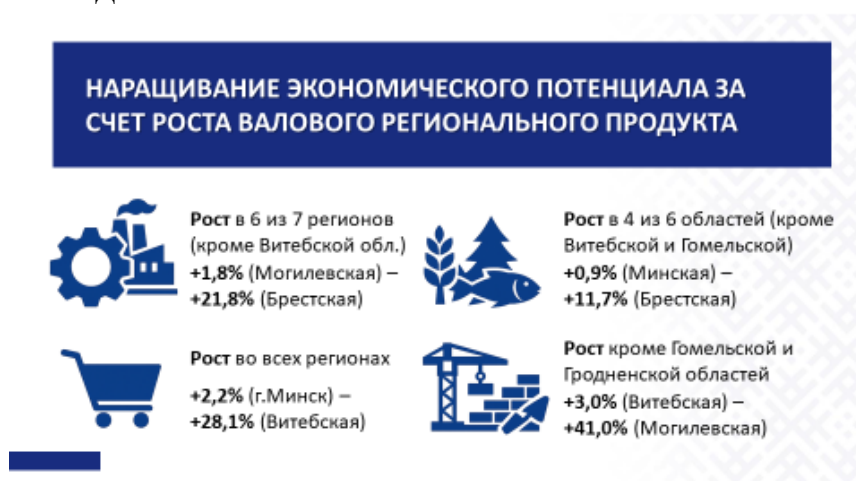 НАРАЩИВАНИЕ ЭКОНОМИЧЕСКОГО ПОТЕНЦИАЛА ЗА
СЧЕТ РОСТА ВАЛОВОГО РЕГИОНАЛЬНОГО ПРОДУКТА
Рост в 6 из 7 регионов
(кроме Витебской обл.)
+1,8% (Могилевская) –
+21,8% (Брестская)
Рост в 4 из 6 областей (кроме
Витебской и Гомельской)
+0,9% (Минская) –
+11,7% (Брестская)
Рост во всех регионах
+2,2% (г.Минск) –
+28,1% (Витебская)
Рост кроме Гомельской и
Гродненской областей
+3,0% (Витебская) –
+41,0% (Могилевская)